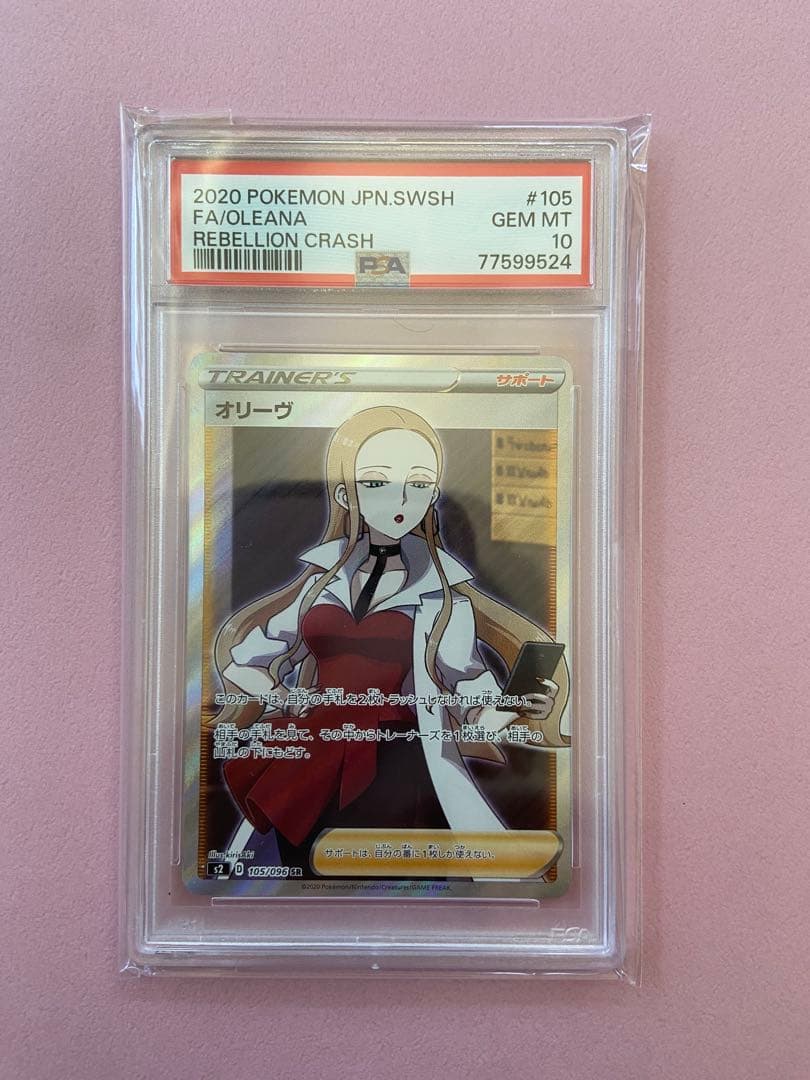 2020 POKEMON JPN.SWSH #105
FA/OLEANA GEM MT
REBELLION CRASH 10
PSA 77599524
TRAINER'S サポート
オリーヴ
このカードは、自分の手札を2枚トラッシュしなければ使えない。
相手の手札を見て、その中からトレーナーズを1枚選び、相手の
山札の下にもどす。
サポートは、自分の番に1枚しか使えない。
Illus. kirisAki
s2 D 105/096 SR
©2020 Pokémon/Nintendo/Creatures/GAME FREAK.
PSA